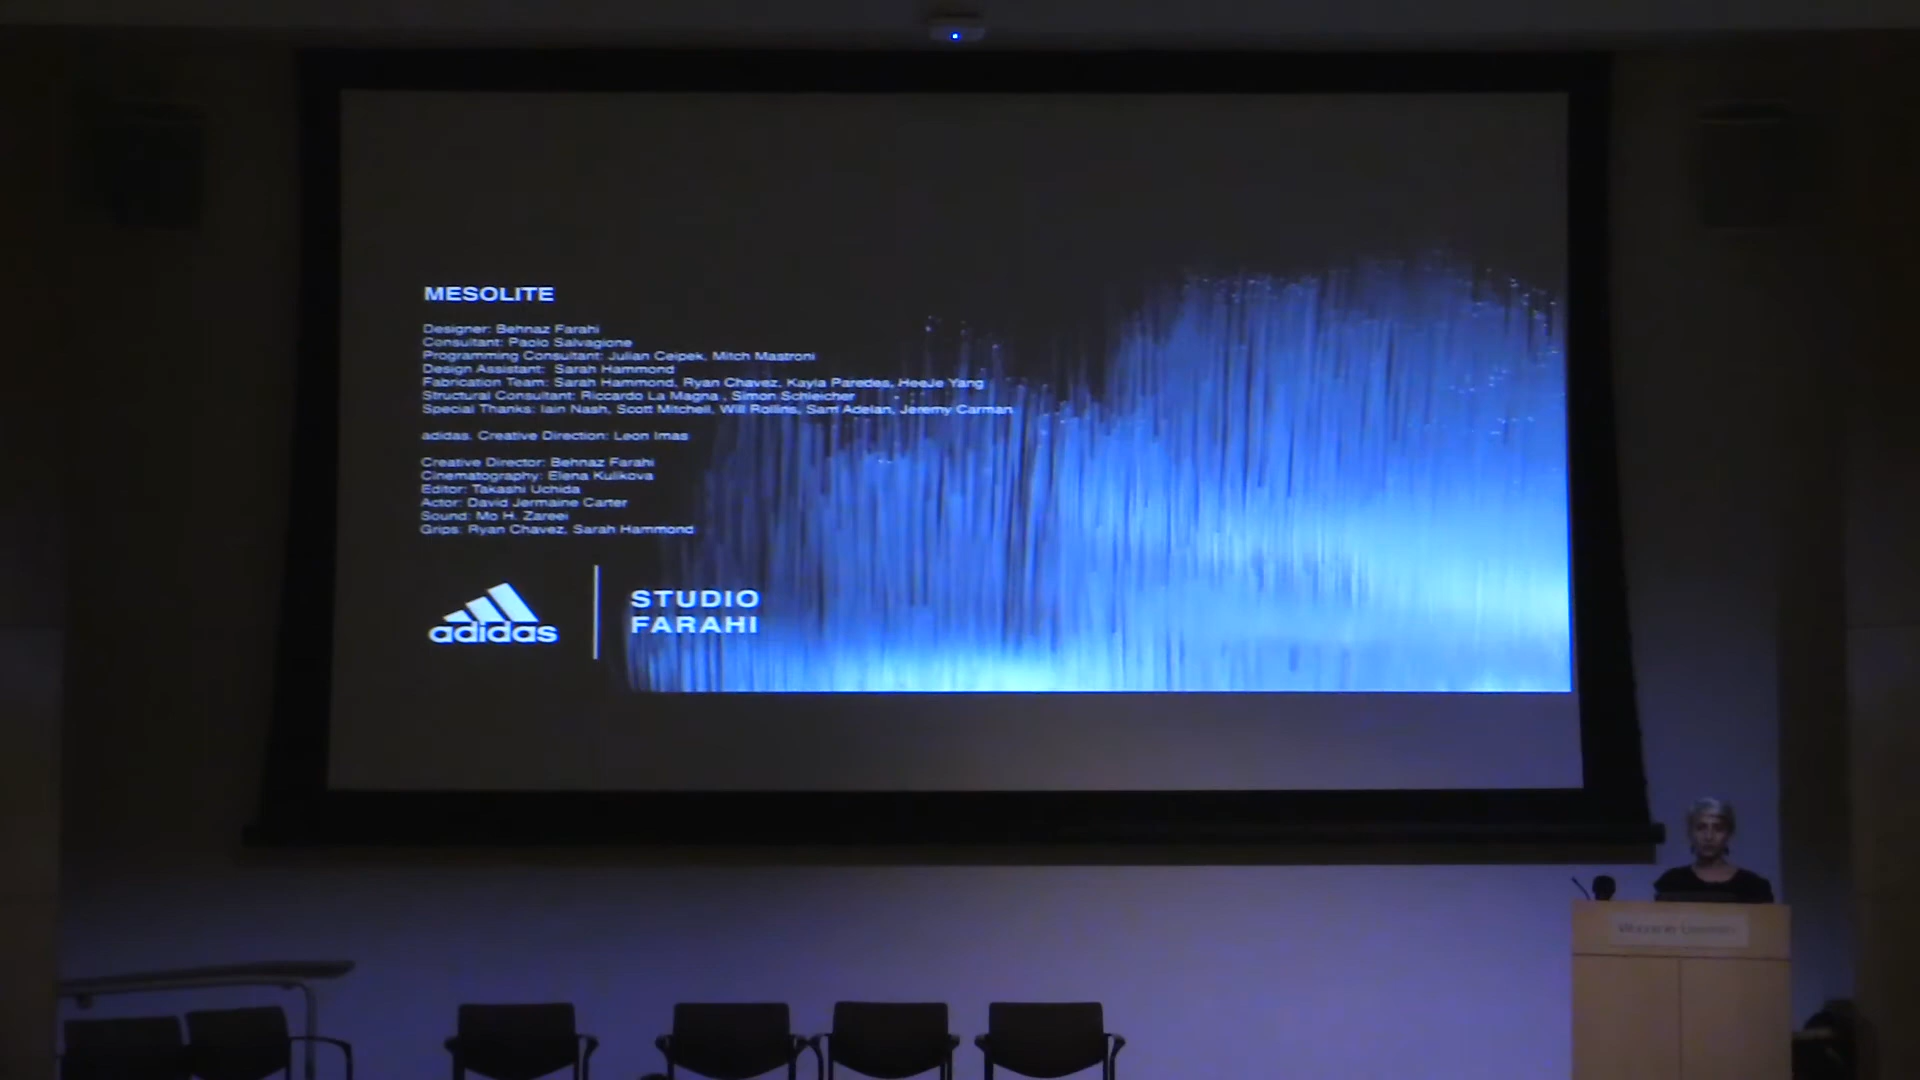 MESOLITE
Designer: Behnaz Farahi
Consultant: Paolo Salvagione
Programming Consultant: Julian Ceipek, Mitch Mastroni
Design Assistant: Sarah Hammond
Fabrication Team: Sarah Hammond, Ryan Chavez, Kayla Paredes, HeeJe Yang
Structural Consultant: Riccardo La Magna , Simon Schleicher
Special Thanks: Iain Nash, Scott Mitchell, Will Rollins, Sam Adelan, Jeremy Carman
adidas. Creative Direction: Leon Imas
Creative Director: Behnaz Farahi
Cinematography: Elena Kulikova
Editor: Takashi Uchida
Actor: David Jermaine Carter
Sound: Mo H. Zareei
Grips: Ryan Chavez, Sarah Hammond
adidas
STUDIO
FARAHI